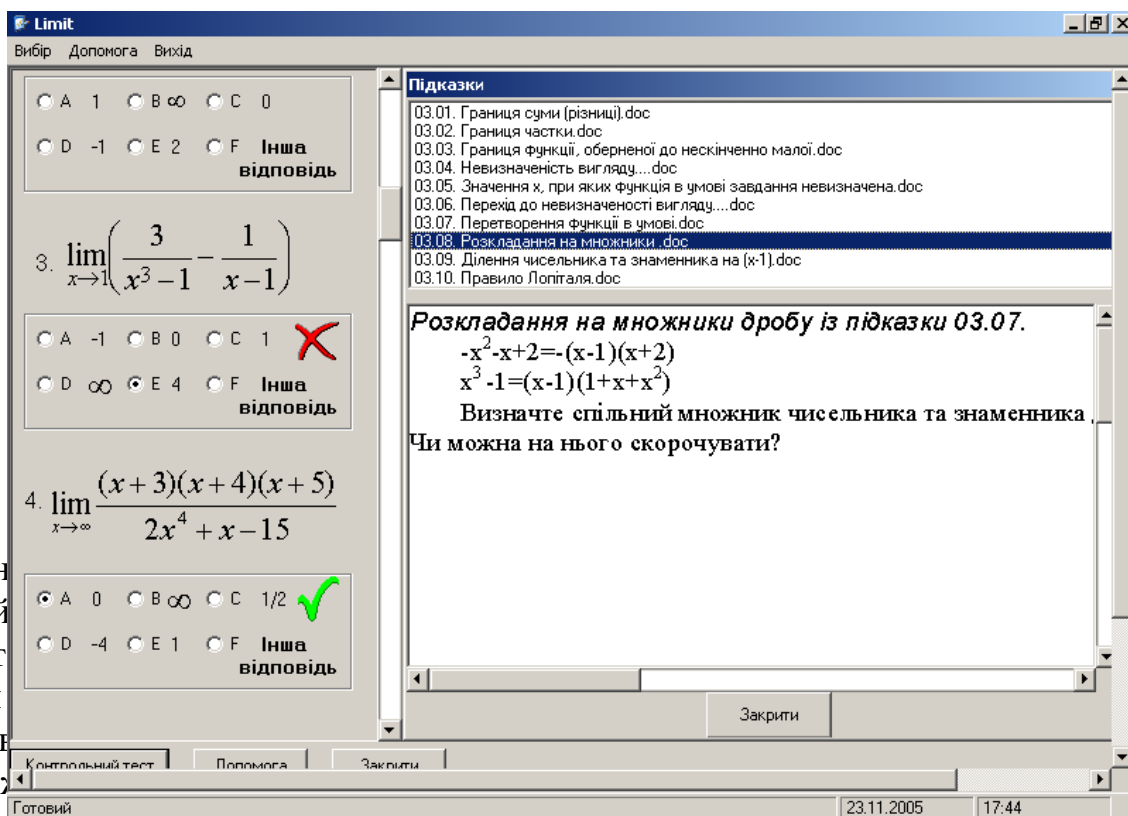 Limit
Вибір Допомога Вихід
A 1 B ∞ C 0
D -1 E 2 F Інша
відповідь
3. lim x→1 (3/(x³ − 1) − 1/(x − 1))
A -1 B 0 C 1
D ∞ E 4 F Інша
відповідь
4. lim x→∞ (x + 3)(x + 4)(x + 5)/(2x⁴ + x − 15)
A 0 B ∞ C 1/2
D -4 E 1 F Інша
відповідь
Контрольний тест Допомога Закрити
Підказки
03.01. Границя суми (різниці).doc
03.02. Границя частки.doc
03.03. Границя функції, оберненої до нескінченно малої.doc
03.04. Невизначеність вигляду....doc
03.05. Значення x, при яких функція в умові завдання невизначена.doc
03.06. Перехід до невизначеності вигляду....doc
03.07. Перетворення функції в умові.doc
03.08. Розкладання на множники .doc
03.09. Ділення чисельника та знаменника на (x-1).doc
03.10. Правило Лопіталя.doc
Розкладання на множники дробу із підказки 03.07.
-x²-x+2=-(x-1)(x+2)
x³-1=(x-1)(1+x+x²)
Визначте спільний множник чисельника та знаменника
Чи можна на нього скорочувати?
Закрити
Готовий 23.11.2005 17:44